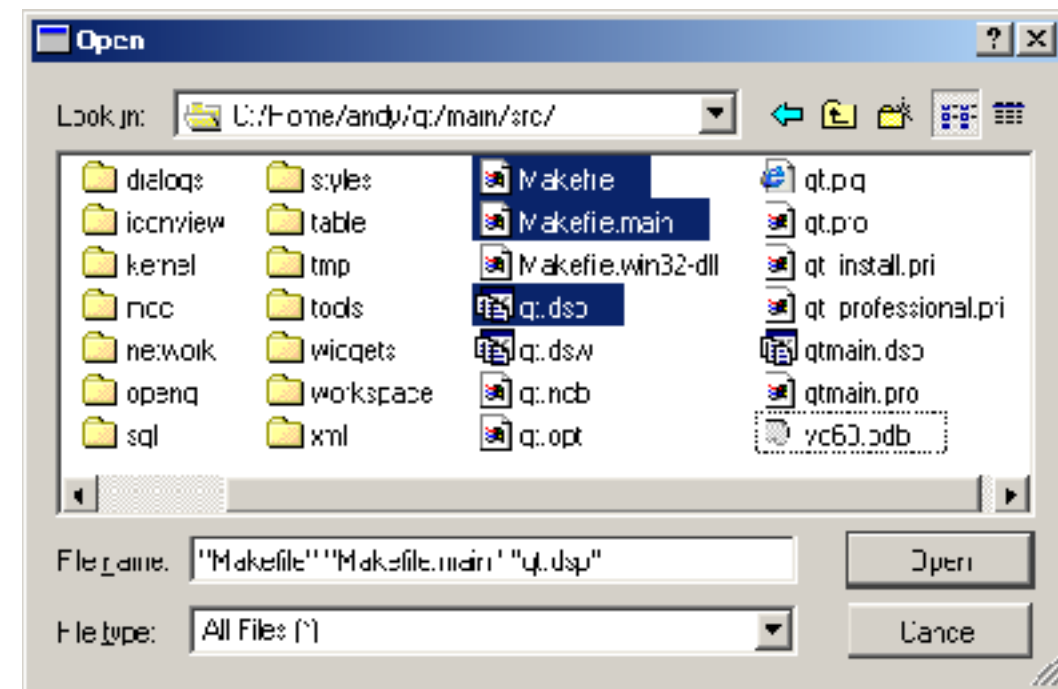 Open
Look in: C:/Home/andy/qt/main/src/
dialogs styles Makefile qt.pkg
iconview table Makefile.main qt.pro
kernel tmp Makefile.win32-dll qt_install.pri
moc tools qt.dsp qt_professional.pri
network widgets qt.dsw qtmain.dsp
opengl workspace qt.ncb qtmain.pro
sql xml qt.opt vc60.pdb
File name: "Makefile" "Makefile.main" "qt.dsp" Open
File type: All Files (*) Cancel